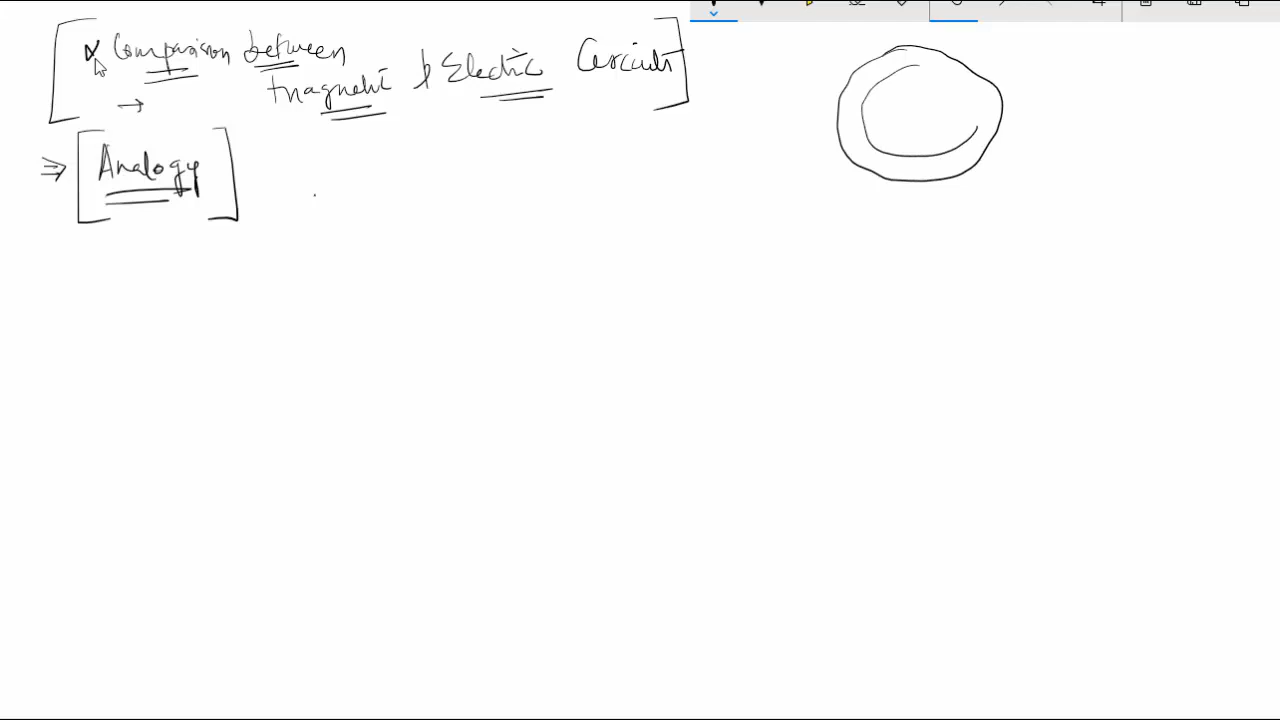 * Comparision between
magnetic & Electric Circuits
→
⇒ [Analogy]